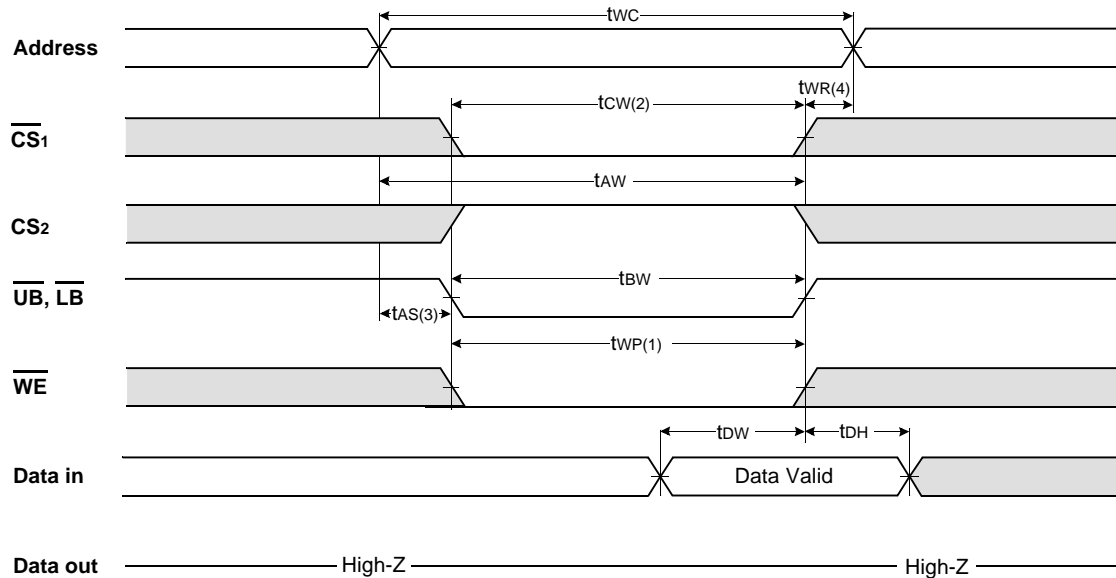 tWC
Address
tCW(2) tWR(4)
CS1
tAW
CS2
tBW
UB, LB
tAS(3)
tWP(1)
WE
tDW tDH
Data in Data Valid
Data out High-Z High-Z